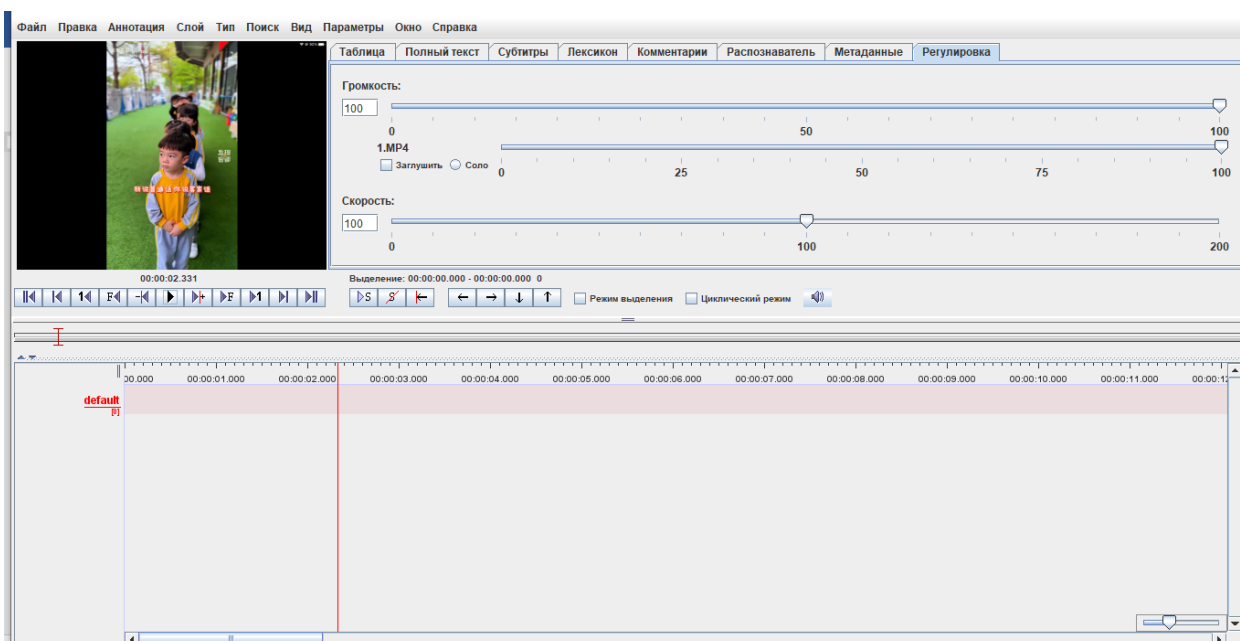 Файл Правка Аннотация Слой Тип Поиск Вид Параметры Окно Справка
Таблица Полный текст Субтитры Лексикон Комментарии Распознаватель Метаданные Регулировка
Громкость:
100
0 50 100
1.MP4
Заглушить Соло
0 25 50 75 100
Скорость:
100
0 100 200
00:00:02.331
Выделение: 00:00:00.000 - 00:00:00.000 0
1 F + F 1
S S
Режим выделения Циклический режим
00.000 00:00:01.000 00:00:02.000 00:00:03.000 00:00:04.000 00:00:05.000 00:00:06.000 00:00:07.000 00:00:08.000 00:00:09.000 00:00:10.000 00:00:11.000
default
[0]